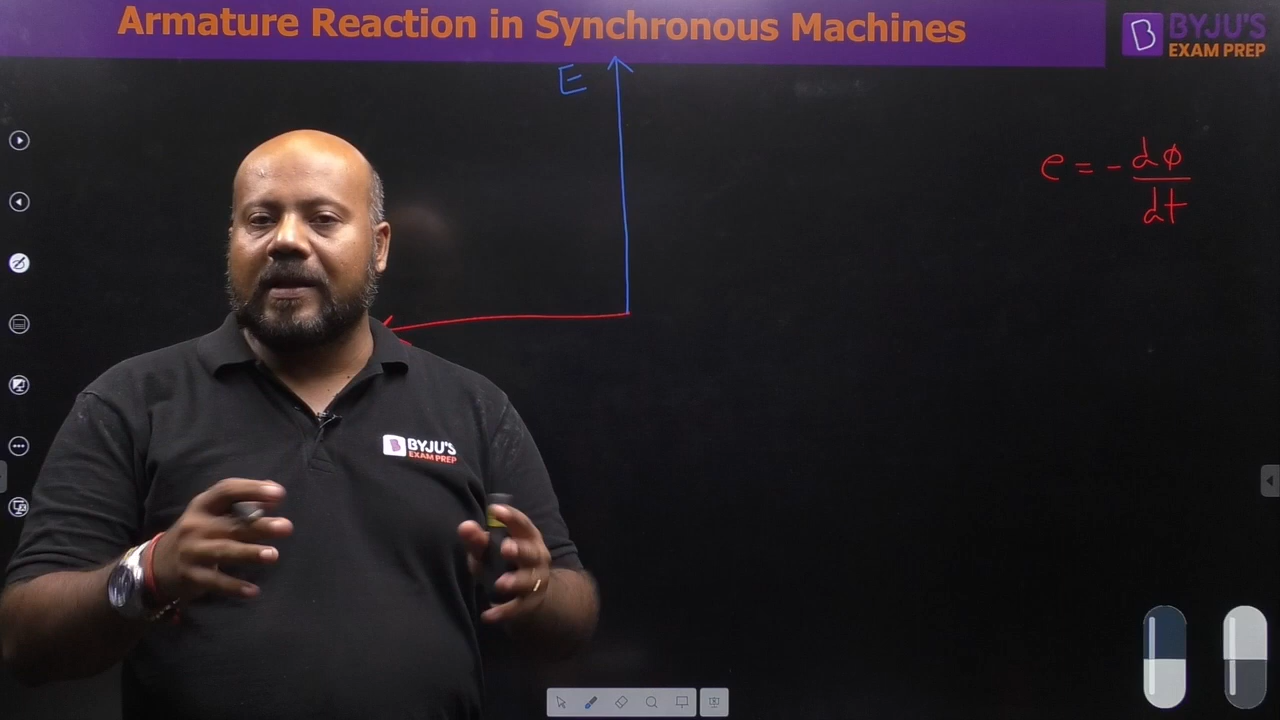 Armature Reaction in Synchronous Machines
BYJU'S
EXAM PREP
E
e = - dφ/dt
BYJU'S
EXAM PREP